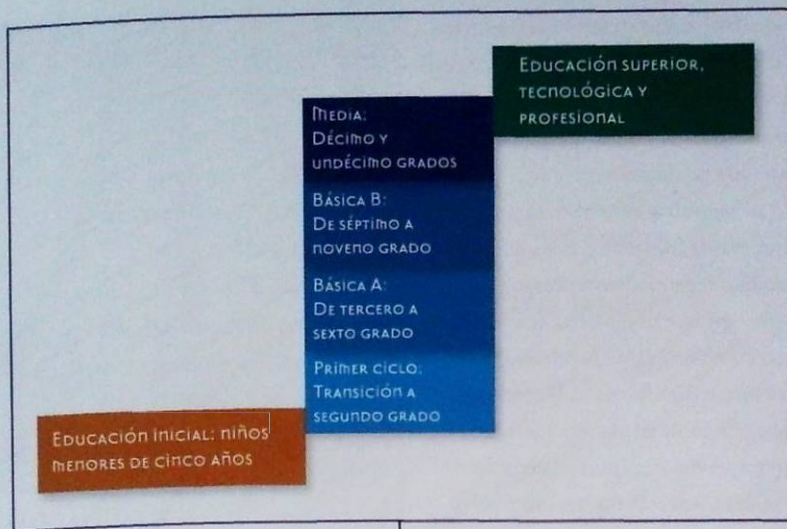 Educación superior,
tecnológica y
profesional
Media:
Décimo y
undécimo grados
Básica B:
De séptimo a
noveno grado
Básica A:
De tercero a
sexto grado
Primer ciclo:
Transición a
segundo grado
Educación inicial: niños
menores de cinco años